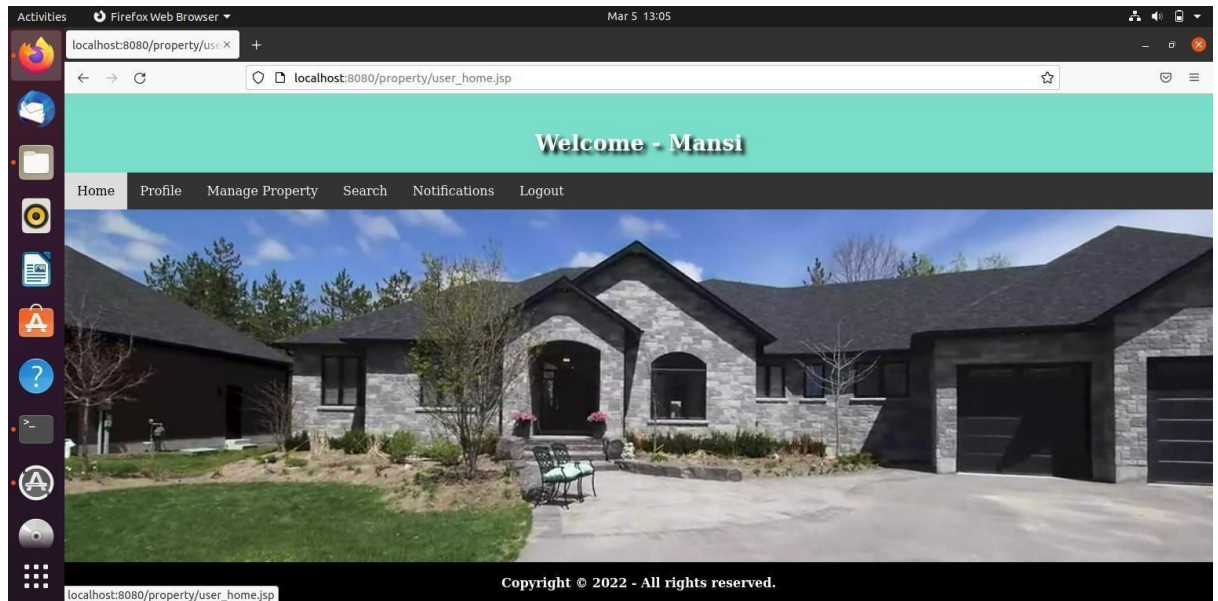 Activities
Firefox Web Browser
Mar 5 13:05
localhost:8080/property/use
localhost:8080/property/user_home.jsp
Welcome - Mansi
Home Profile Manage Property Search Notifications Logout
Copyright © 2022 - All rights reserved.
localhost:8080/property/user_home.jsp